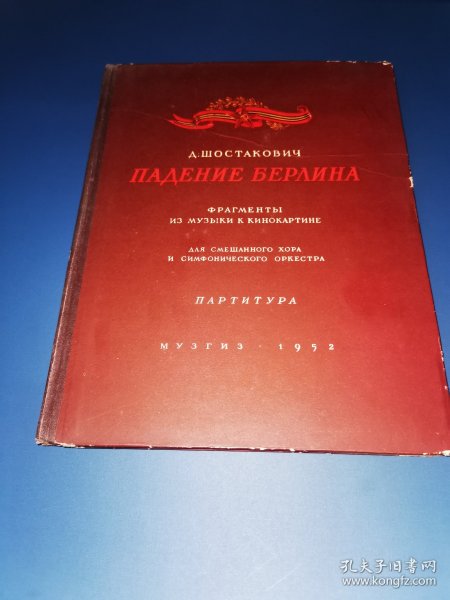 Д. ШОСТАКОВИЧ
ПАДЕНИЕ БЕРЛИНА
ФРАГМЕНТЫ
ИЗ МУЗЫКИ К КИНОКАРТИНЕ
ДЛЯ СМЕШАННОГО ХОРА
И СИМФОНИЧЕСКОГО ОРКЕСТРА
ПАРТИТУРА
МУЗГИЗ · 1952
孔夫子旧书网
www.kongfz.com